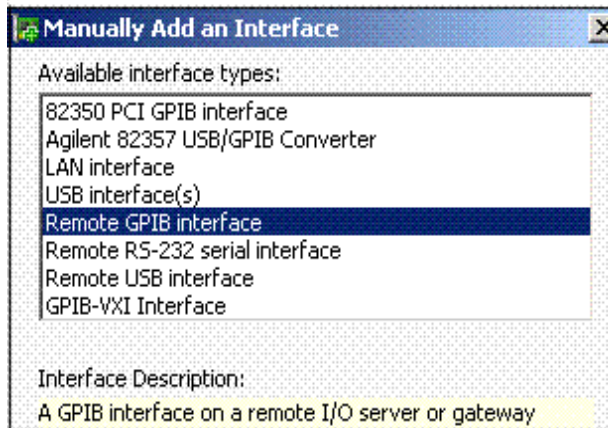 Manually Add an Interface
Available interface types:
82350 PCI GPIB interface
Agilent 82357 USB/GPIB Converter
LAN interface
USB interface(s)
Remote GPIB interface
Remote RS-232 serial interface
Remote USB interface
GPIB-VXI Interface
Interface Description:
A GPIB interface on a remote I/O server or gateway